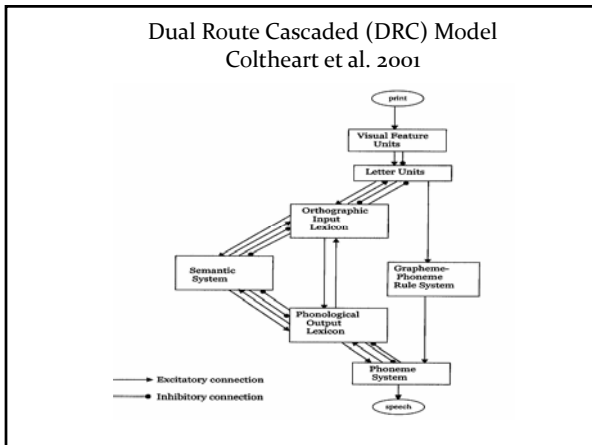 Dual Route Cascaded (DRC) Model
Coltheart et al. 2001
print
Visual Feature
Units
Letter Units
Orthographic
Input
Lexicon
Semantic
System
Grapheme-
Phoneme
Rule System
Phonological
Output
Lexicon
Phoneme
System
Excitatory connection
Inhibitory connection
speech